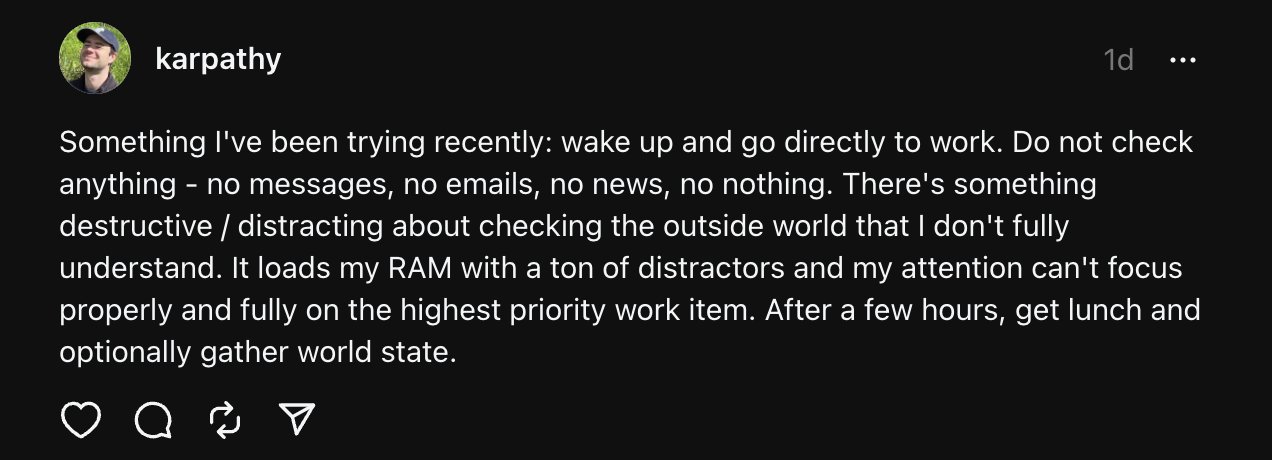 karpathy
1d
Something I've been trying recently: wake up and go directly to work. Do not check
anything - no messages, no emails, no news, no nothing. There's something
destructive / distracting about checking the outside world that I don't fully
understand. It loads my RAM with a ton of distractors and my attention can't focus
properly and fully on the highest priority work item. After a few hours, get lunch and
optionally gather world state.